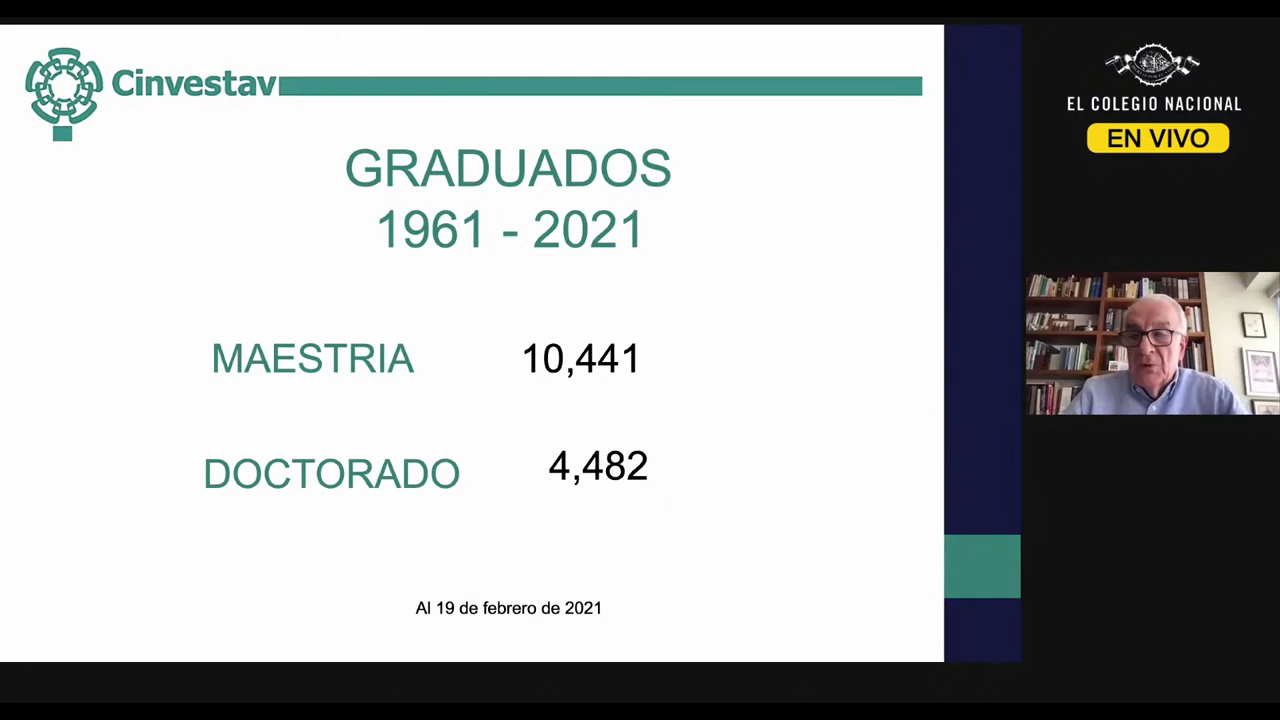 Cinvestav
GRADUADOS
1961 - 2021
MAESTRIA 10,441
DOCTORADO 4,482
Al 19 de febrero de 2021
EL COLEGIO NACIONAL
EN VIVO